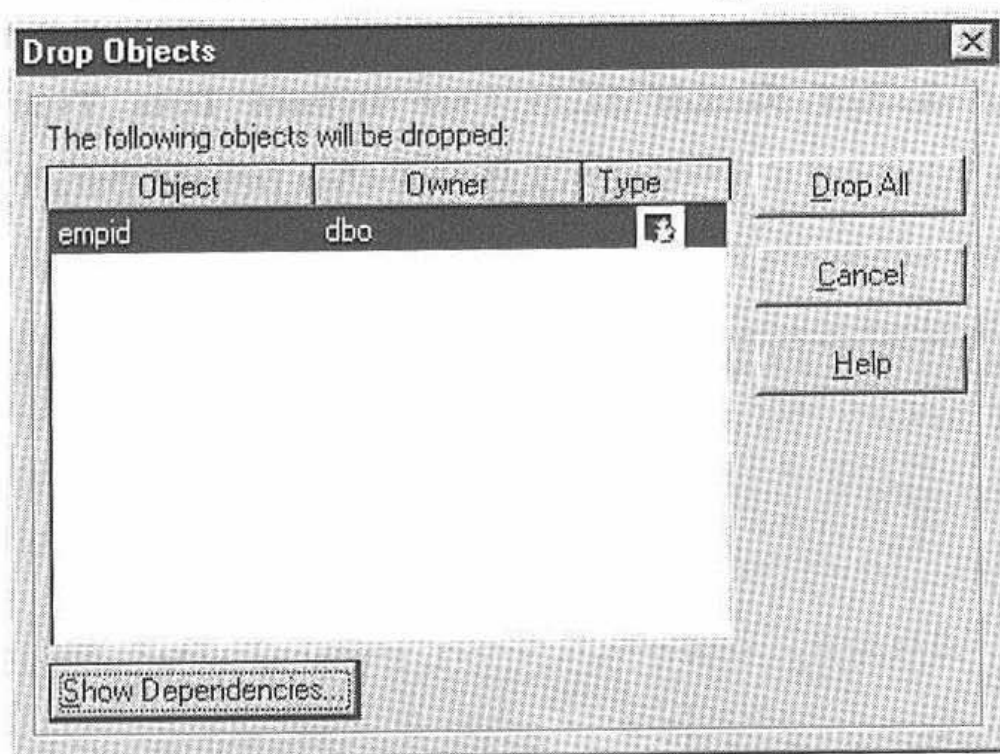 Drop Objects
The following objects will be dropped:
Object Owner Type
empid dbo
Drop All
Cancel
Help
Show Dependencies...